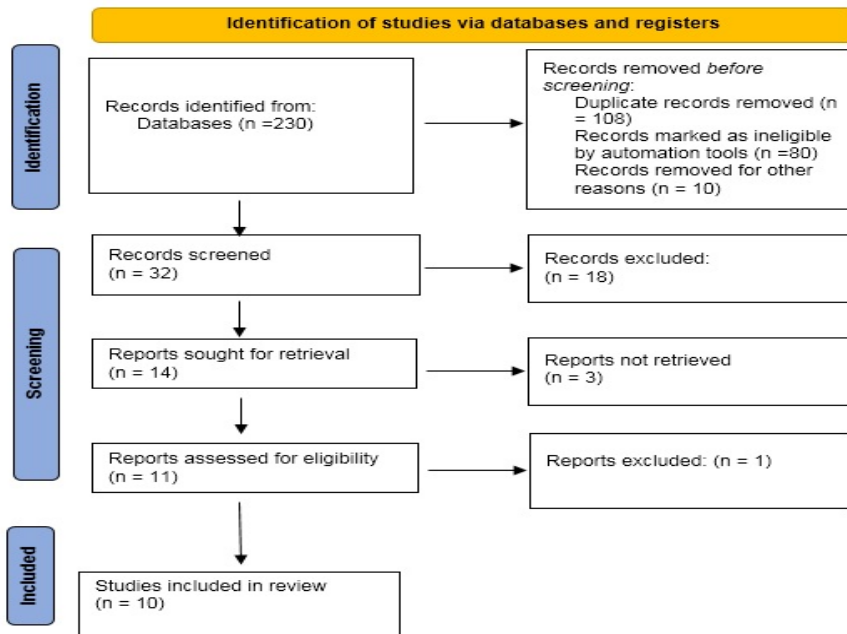 Identification of studies via databases and registers
Identification
Records identified from:
Databases (n =230)
Records removed before
screening:
Duplicate records removed (n
= 108)
Records marked as ineligible
by automation tools (n =80)
Records removed for other
reasons (n = 10)
Screening
Records screened
(n = 32)
Records excluded:
(n = 18)
Reports sought for retrieval
(n = 14)
Reports not retrieved
(n = 3)
Reports assessed for eligibility
(n = 11)
Reports excluded: (n = 1)
Included
Studies included in review
(n = 10)